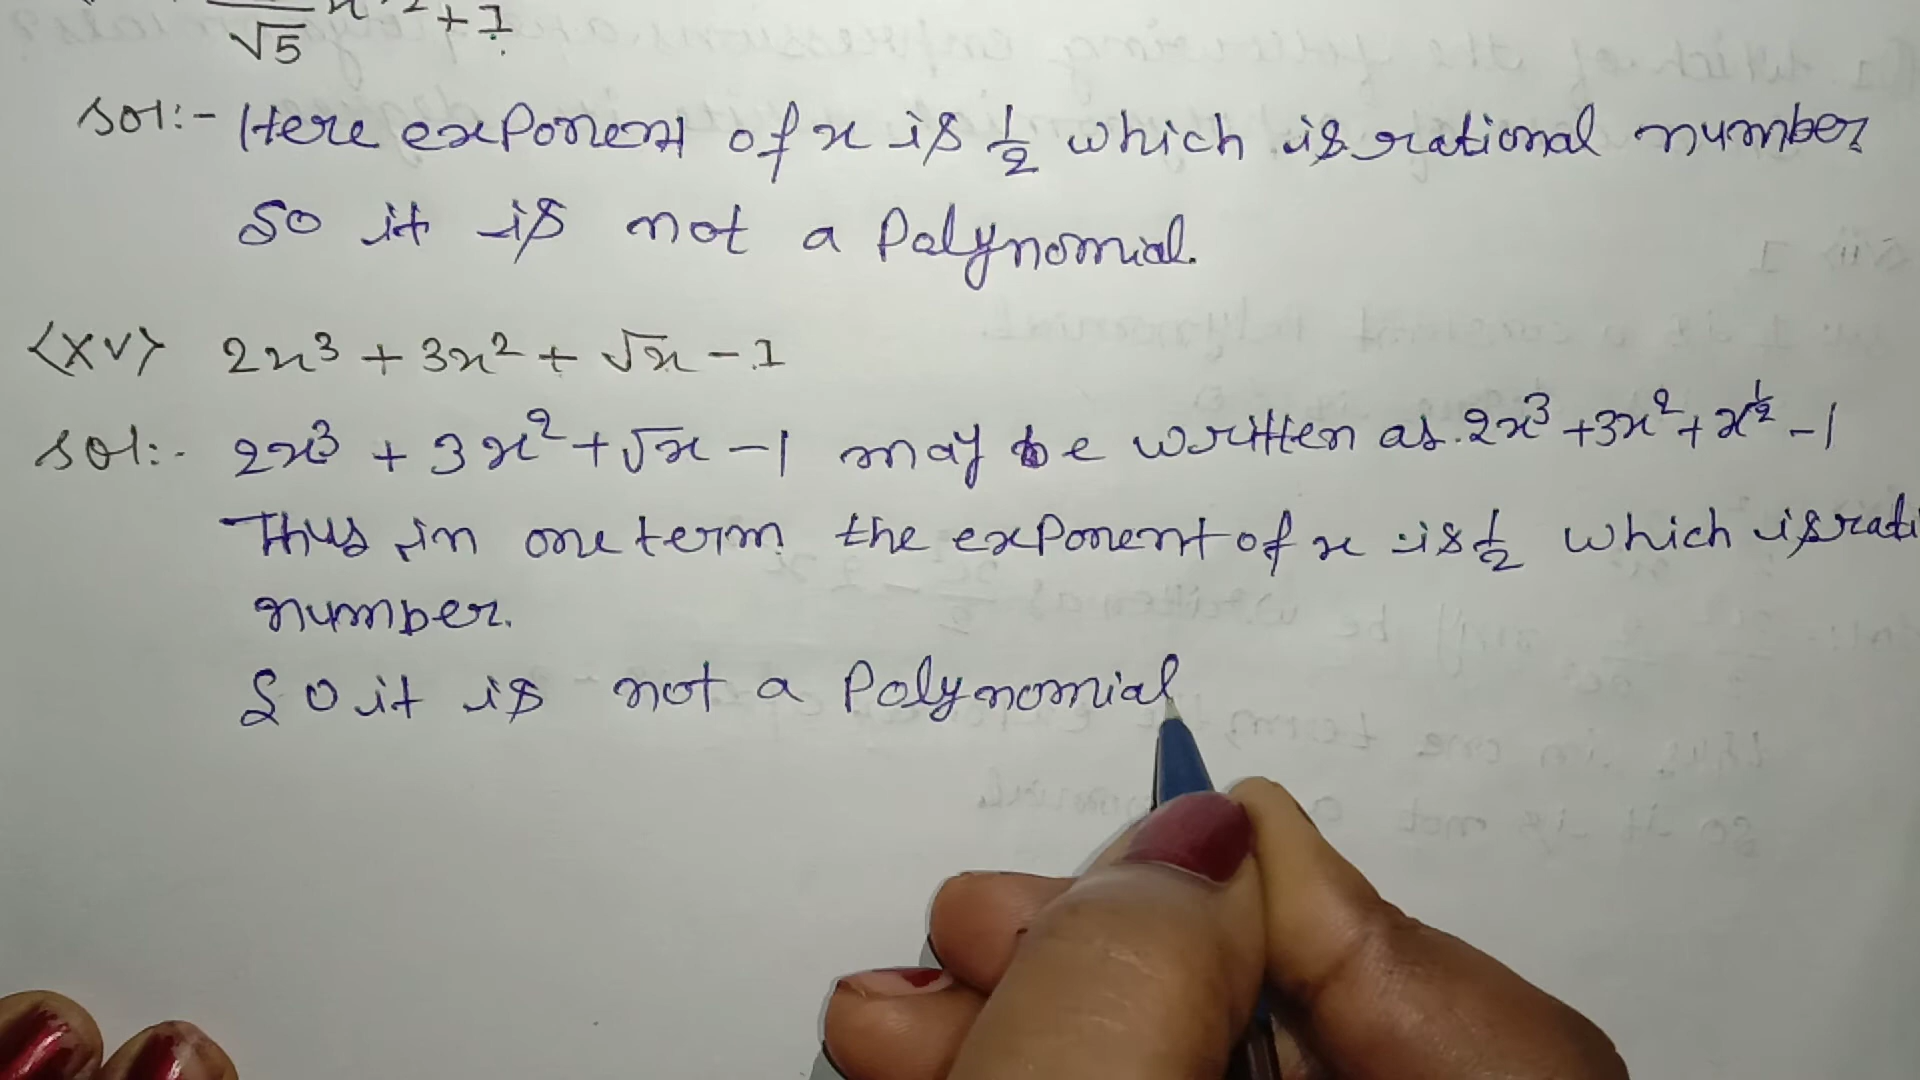 √5 x + 1
Sol:- Here exponent of x is 1/2 which is rational number
So it is not a Polynomial.
<XV> 2x³ + 3x² + √x - 1
Sol:- 2x³ + 3x² + √x - 1 may be written as 2x³ + 3x² + x^1/2 - 1
Thus in one term the exponent of x is 1/2 which is rati
number.
So it is not a Polynomial